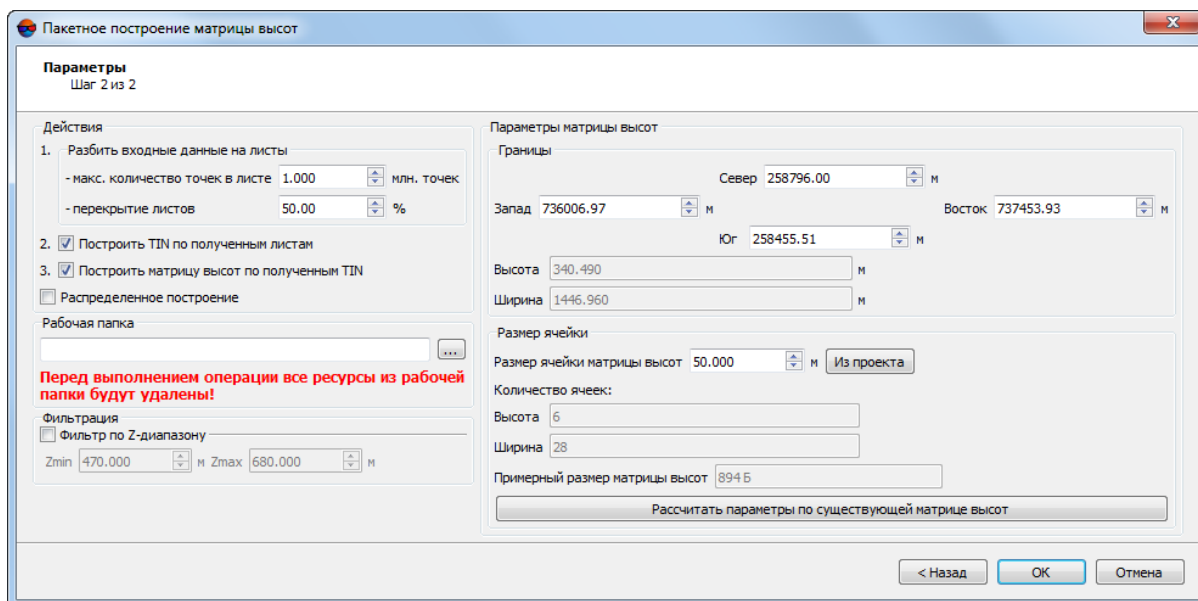 Пакетное построение матрицы высот
Параметры
Шаг 2 из 2
Действия
1. Разбить входные данные на листы
- макс. количество точек в листе 1.000 млн. точек
- перекрытие листов 50.00 %
2. Построить TIN по полученным листам
3. Построить матрицу высот по полученным TIN
Распределенное построение
Рабочая папка
...
Перед выполнением операции все ресурсы из рабочей
папки будут удалены!
Фильтрация
Фильтр по Z-диапазону
Zmin 470.000 м Zmax 680.000 м
Параметры матрицы высот
Границы
Север 258796.00 м
Запад 736006.97 м Восток 737453.93 м
Юг 258455.51 м
Высота 340.490 м
Ширина 1446.960 м
Размер ячейки
Размер ячейки матрицы высот 50.000 м Из проекта
Количество ячеек:
Высота 6
Ширина 28
Примерный размер матрицы высот 894 Б
Рассчитать параметры по существующей матрице высот
< Назад OK Отмена